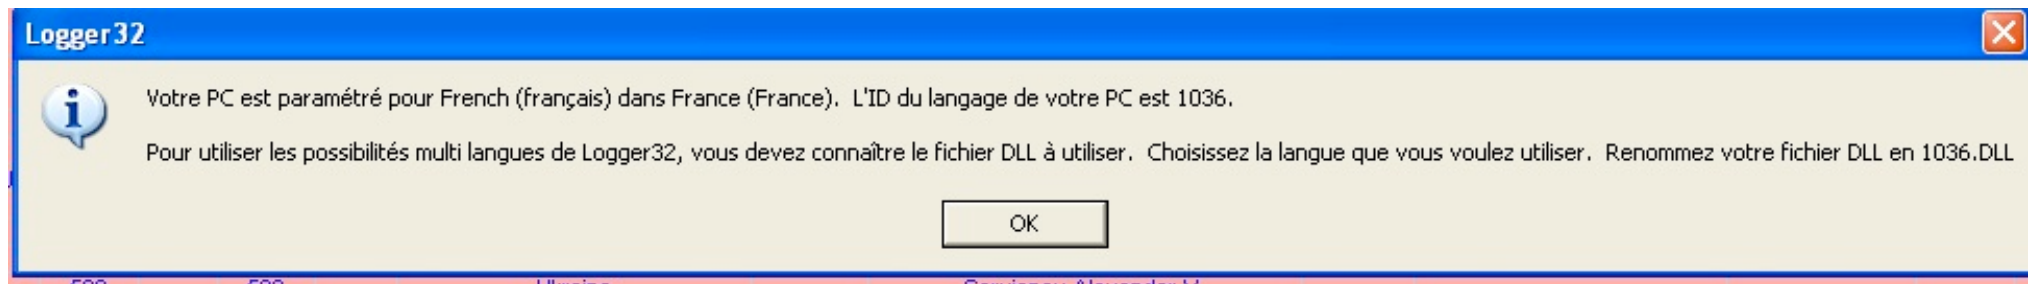 Logger32
Votre PC est paramétré pour French (français) dans France (France).  L'ID du langage de votre PC est 1036.
Pour utiliser les possibilités multi langues de Logger32, vous devez connaître le fichier DLL à utiliser.  Choisissez la langue que vous voulez utiliser.  Renommez votre fichier DLL en 1036.DLL
OK